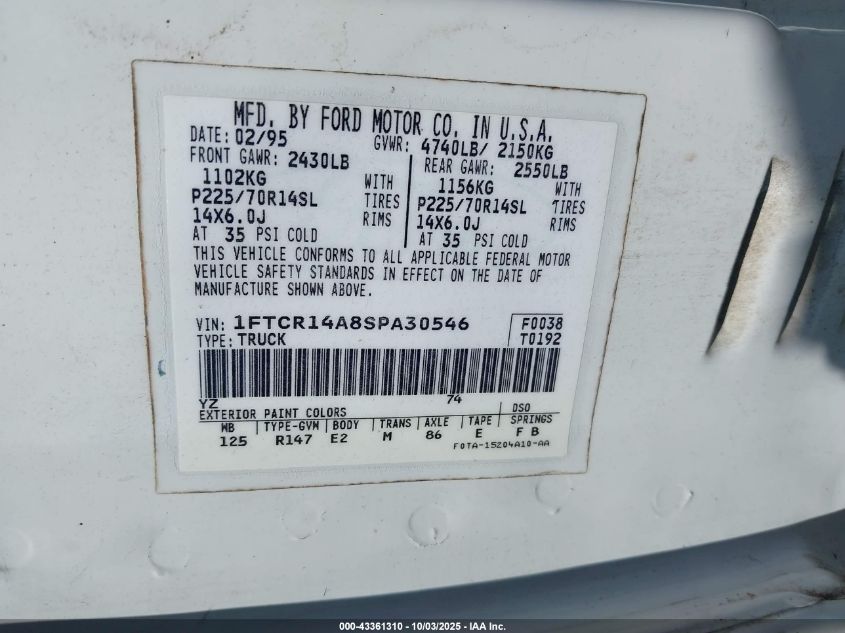 MFD. BY FORD MOTOR CO. IN U.S.A.
DATE: 02/95 GVWR: 4740LB/ 2150KG
FRONT GAWR: 2430LB REAR GAWR: 2550LB
1102KG WITH 1156KG WITH
P225/70R14SL TIRES P225/70R14SL TIRES
14X6.0J RIMS 14X6.0J RIMS
AT 35 PSI COLD AT 35 PSI COLD
THIS VEHICLE CONFORMS TO ALL APPLICABLE FEDERAL MOTOR
VEHICLE SAFETY STANDARDS IN EFFECT ON THE DATE OF
MANUFACTURE SHOWN ABOVE.
VIN: 1FTCR14A8SPA30546 F0038
TYPE: TRUCK T0192
YZ 74
EXTERIOR PAINT COLORS DSO
WB TYPE-GVM BODY TRANS AXLE TAPE SPRINGS
125 R147 E2 M 86 E F B
F0TA-15204A10-AA
000-43361310 - 10/03/2025 - IAA Inc.